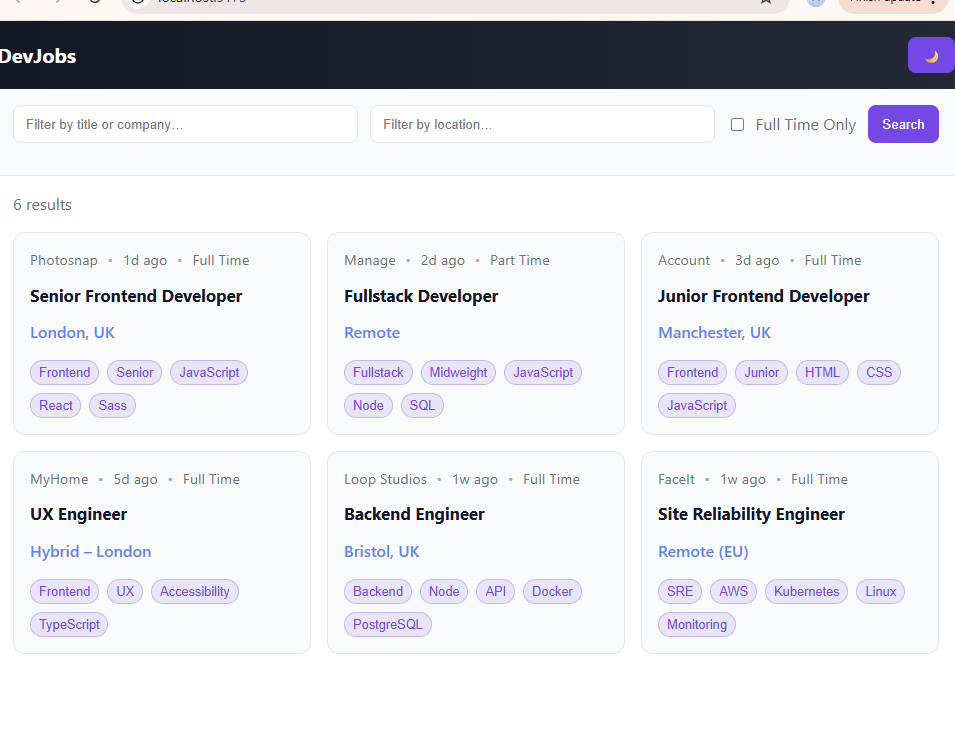 DevJobs
Filter by title or company…
Filter by location…
Full Time Only
Search
6 results
Photosnap • 1d ago • Full Time
Senior Frontend Developer
London, UK
Frontend Senior JavaScript
React Sass
Manage • 2d ago • Part Time
Fullstack Developer
Remote
Fullstack Midweight JavaScript
Node SQL
Account • 3d ago • Full Time
Junior Frontend Developer
Manchester, UK
Frontend Junior HTML CSS
JavaScript
MyHome • 5d ago • Full Time
UX Engineer
Hybrid – London
Frontend UX Accessibility
TypeScript
Loop Studios • 1w ago • Full Time
Backend Engineer
Bristol, UK
Backend Node API Docker
PostgreSQL
FaceIt • 1w ago • Full Time
Site Reliability Engineer
Remote (EU)
SRE AWS Kubernetes Linux
Monitoring